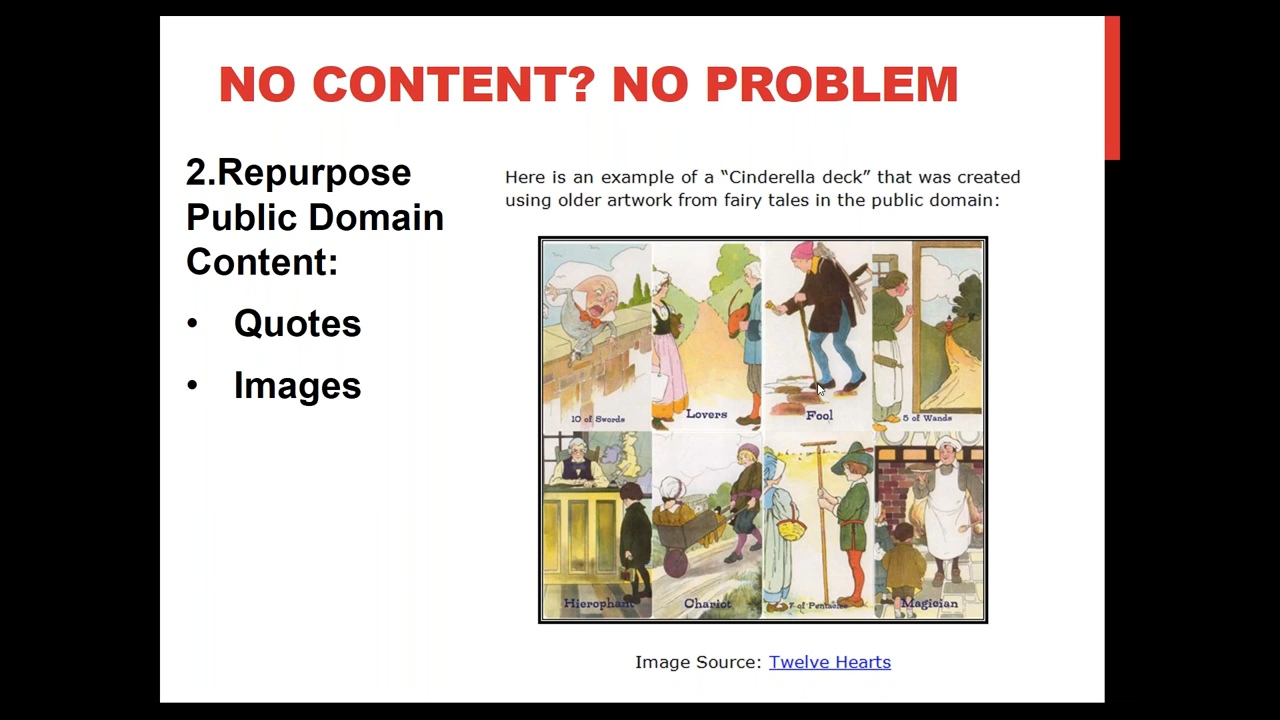 NO CONTENT? NO PROBLEM
2.Repurpose
Public Domain
Content:
• Quotes
• Images
Here is an example of a “Cinderella deck” that was created
using older artwork from fairy tales in the public domain:
10 of Swords
Lovers
Fool
5 of Wands
Hierophant
Chariot
7 of Pentacles
Magician
Image Source: Twelve Hearts